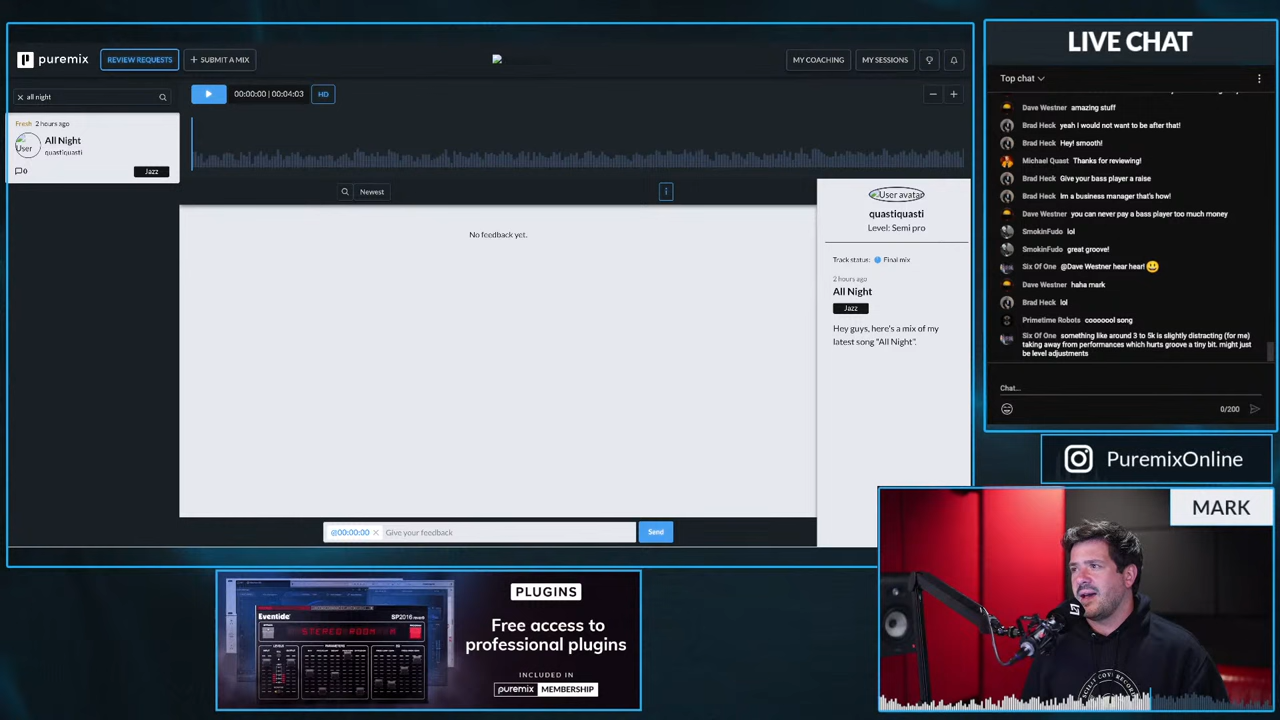 puremix
REVIEW REQUESTS
+ SUBMIT A MIX
MY COACHING
MY SESSIONS
all night
00:00:00 | 00:04:03
HD
Fresh 2 hours ago
All Night
User
quastiquasti
0
Jazz
Newest
i
No feedback yet.
User avatar
quastiquasti
Level: Semi pro
Track status: Final mix
2 hours ago
All Night
Jazz
Hey guys, here's a mix of my
latest song "All Night".
@00:00:00 × Give your feedback
Send
LIVE CHAT
Top chat
Dave Westner amazing stuff
Brad Heck yeah I would not want to be after that!
Brad Heck Hey! smooth!
Michael Quast Thanks for reviewing!
Brad Heck Give your bass player a raise
Brad Heck Im a business manager that's how!
Dave Westner you can never pay a bass player too much money
SmokinFudo lol
SmokinFudo great groove!
Six Of One @Dave Westner hear hear! 😃
Dave Westner haha mark
Brad Heck lol
Primetime Robots cooooool song
Six Of One something like around 3 to 5k is slightly distracting (for me)
taking away from performances which hurts groove a tiny bit. might just
be level adjustments
Chat...
0/200
PuremixOnline
MARK
Eventide
SP2016 reverb
STEREO ROOM
PLUGINS
Free access to
professional plugins
INCLUDED IN
puremix MEMBERSHIP